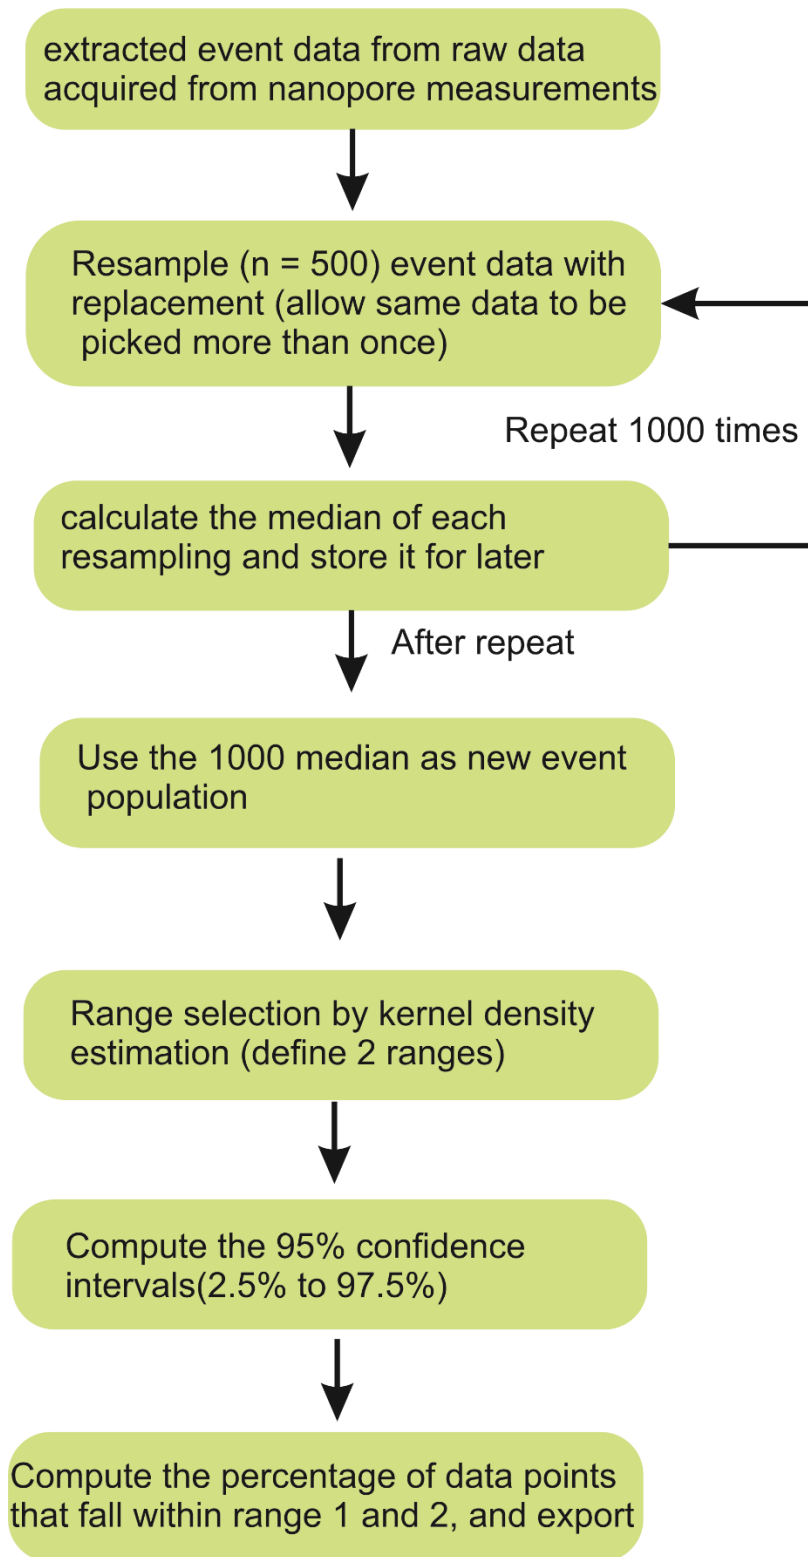 extracted event data from raw data
acquired from nanopore measurements
Resample (n = 500) event data with
replacement (allow same data to be
picked more than once)
Repeat 1000 times
calculate the median of each
resampling and store it for later
After repeat
Use the 1000 median as new event
population
Range selection by kernel density
estimation (define 2 ranges)
Compute the 95% confidence
intervals(2.5% to 97.5%)
Compute the percentage of data points
that fall within range 1 and 2, and export